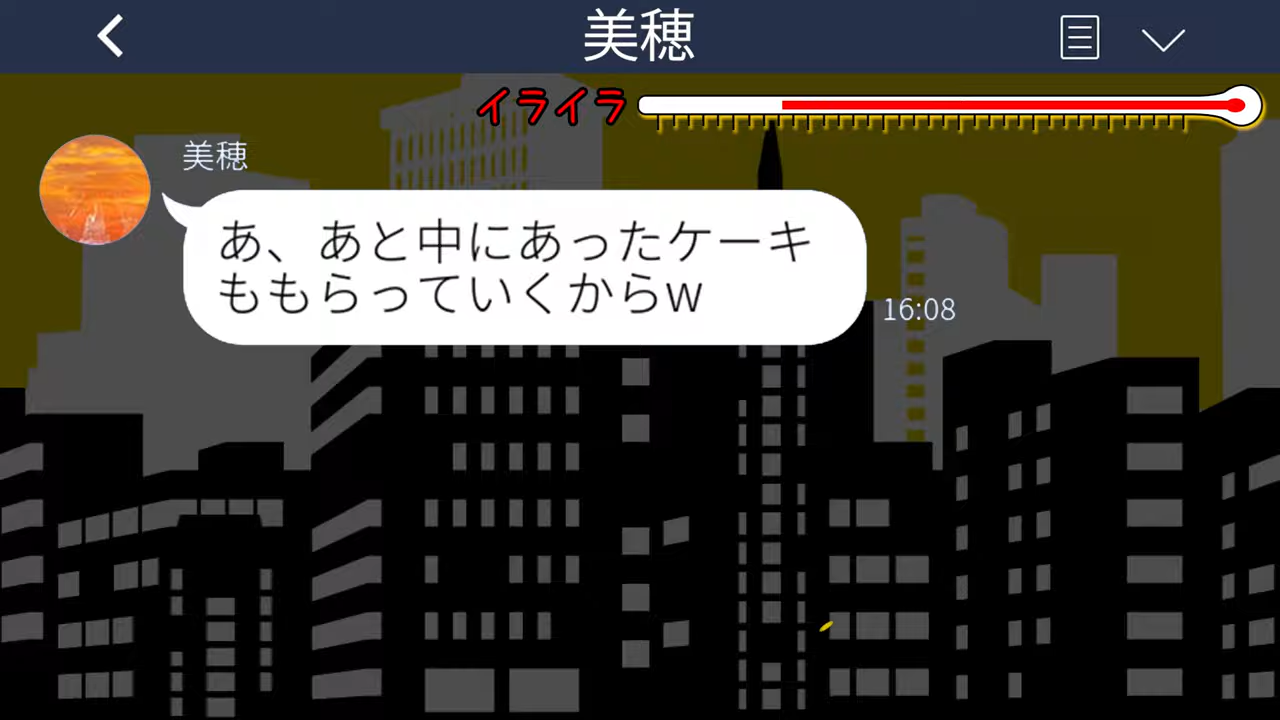 美穂
イライラ
美穂
あ、あと中にあったケーキ
ももらっていくからw
16:08